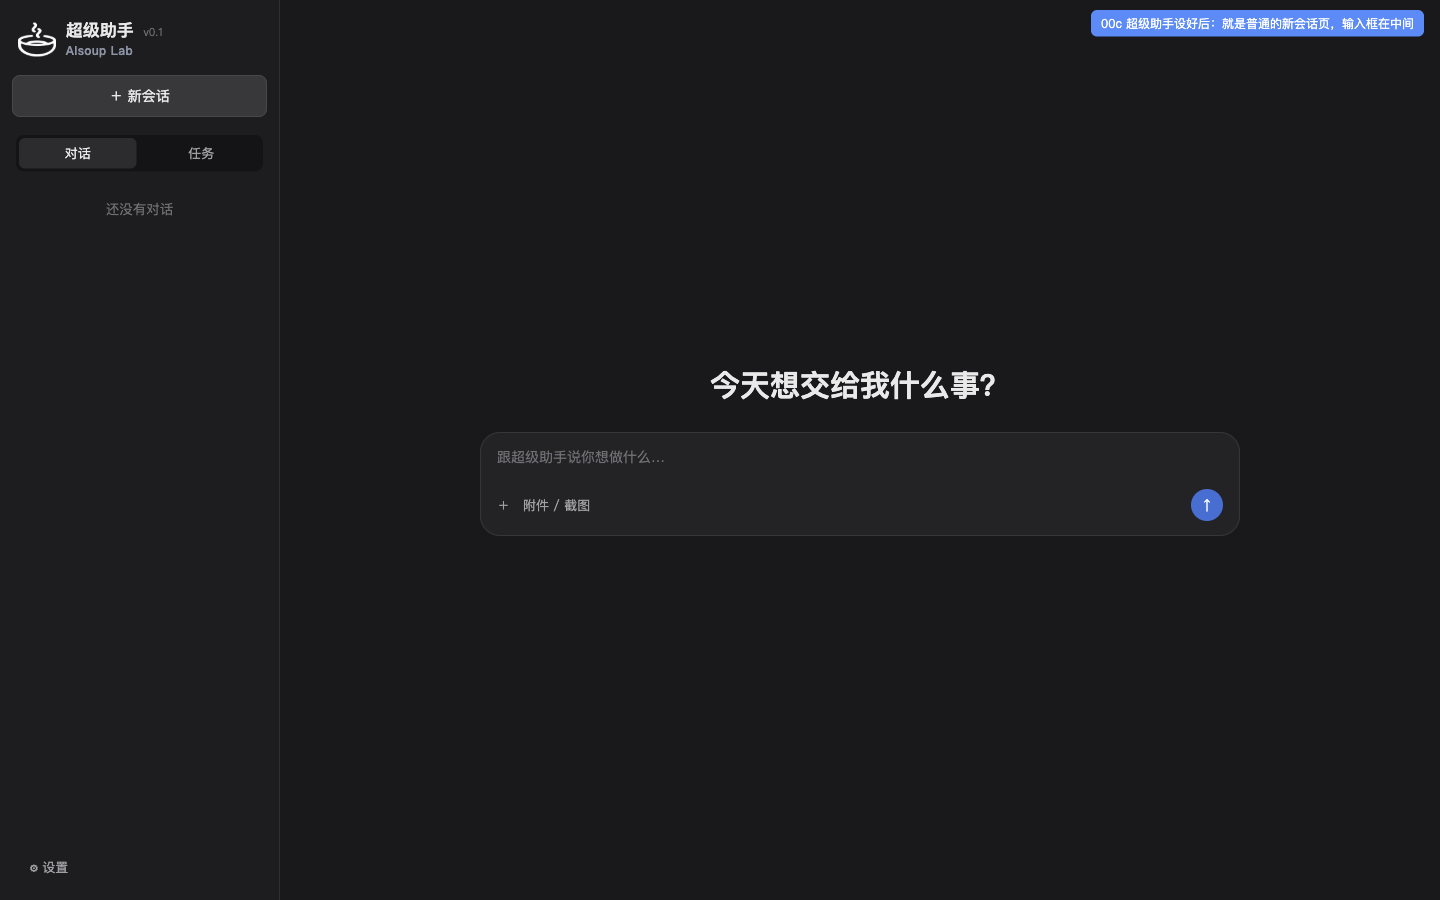 超级助手 v0.1
AIsoup Lab
+ 新会话
对话 任务
还没有对话
设置
00c 超级助手设好后：就是普通的新会话页，输入框在中间
今天想交给我什么事？
跟超级助手说你想做什么…
+ 附件 / 截图
↑